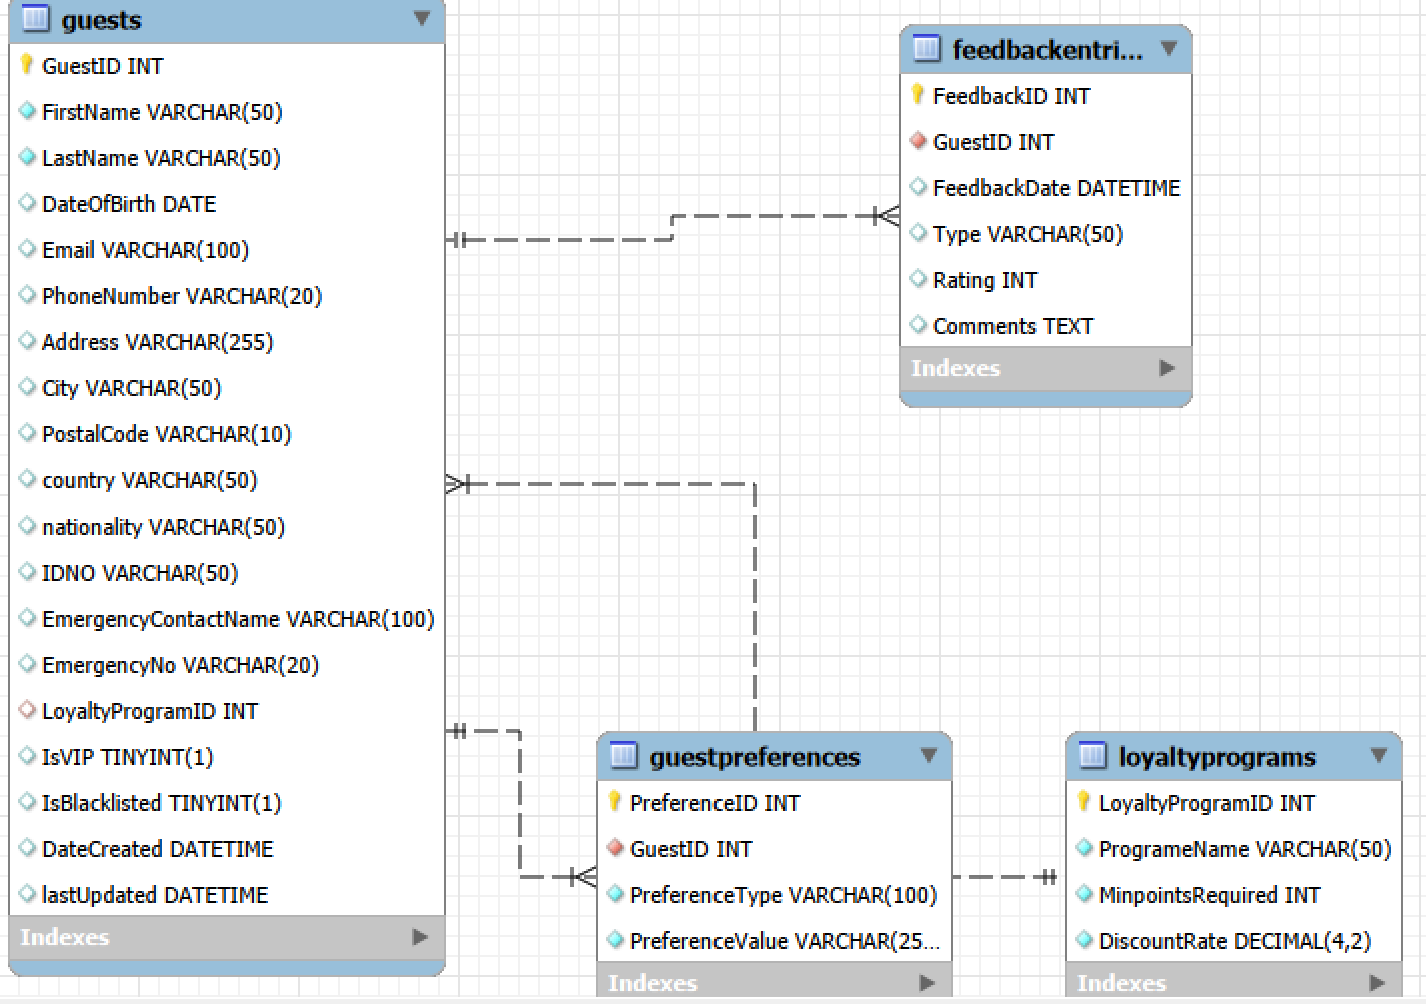 guests
GuestID INT
FirstName VARCHAR(50)
LastName VARCHAR(50)
DateOfBirth DATE
Email VARCHAR(100)
PhoneNumber VARCHAR(20)
Address VARCHAR(255)
City VARCHAR(50)
PostalCode VARCHAR(10)
country VARCHAR(50)
nationality VARCHAR(50)
IDNO VARCHAR(50)
EmergencyContactName VARCHAR(100)
EmergencyNo VARCHAR(20)
LoyaltyProgramID INT
IsVIP TINYINT(1)
IsBlacklisted TINYINT(1)
DateCreated DATETIME
lastUpdated DATETIME
Indexes
feedbackentri...
FeedbackID INT
GuestID INT
FeedbackDate DATETIME
Type VARCHAR(50)
Rating INT
Comments TEXT
Indexes
guestpreferences
PreferenceID INT
GuestID INT
PreferenceType VARCHAR(100)
PreferenceValue VARCHAR(25...
Indexes
loyaltyprograms
LoyaltyProgramID INT
ProgrameName VARCHAR(50)
MinpointsRequired INT
DiscountRate DECIMAL(4,2)
Indexes